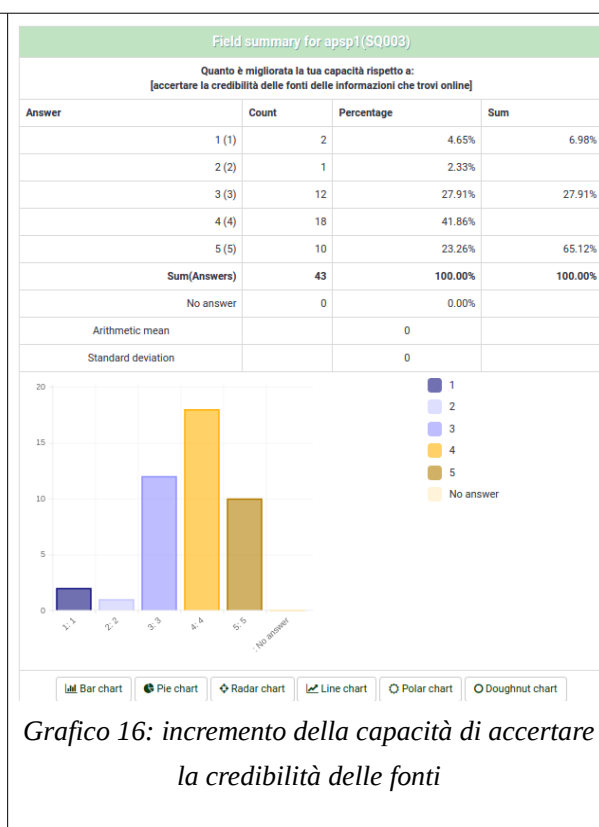 Field summary for apsp1(SQ003)
Quanto è migliorata la tua capacità rispetto a:
[accertare la credibilità delle fonti delle informazioni che trovi online]
Answer Count Percentage Sum
1 (1) 2 4.65% 6.98%
2 (2) 1 2.33%
3 (3) 12 27.91% 27.91%
4 (4) 18 41.86%
5 (5) 10 23.26% 65.12%
Sum(Answers) 43 100.00% 100.00%
No answer 0 0.00%
Arithmetic mean 0
Standard deviation 0
20
15
10
5
0
1: 1
2: 2
3: 3
4: 4
5: 5
: No answer
1
2
3
4
5
No answer
Bar chart Pie chart Radar chart Line chart Polar chart Doughnut chart
Grafico 16: incremento della capacità di accertare
la credibilità delle fonti